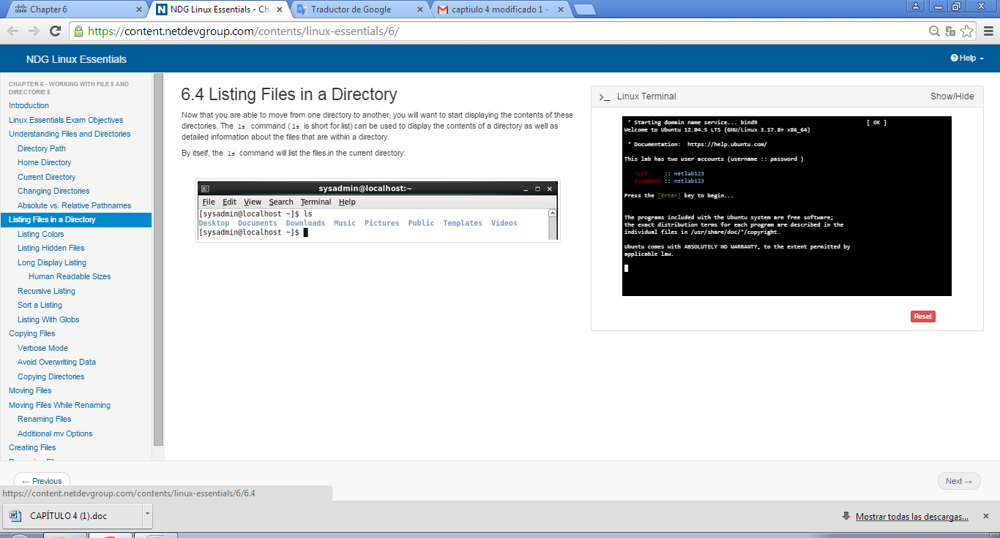 Chapter 6
NDG Linux Essentials - Ch
Traductor de Google
captiulo 4 modificado 1 -
https://content.netdevgroup.com/contents/linux-essentials/6/
NDG Linux Essentials
Help
CHAPTER 6 - WORKING WITH FILES AND
DIRECTORIES
Introduction
Linux Essentials Exam Objectives
Understanding Files and Directories
Directory Path
Home Directory
Current Directory
Changing Directories
Absolute vs. Relative Pathnames
Listing Files in a Directory
Listing Colors
Listing Hidden Files
Long Display Listing
Human Readable Sizes
Recursive Listing
Sort a Listing
Listing With Globs
Copying Files
Verbose Mode
Avoid Overwriting Data
Copying Directories
Moving Files
Moving Files While Renaming
Renaming Files
Additional mv Options
Creating Files
6.4 Listing Files in a Directory
Now that you are able to move from one directory to another, you will want to start displaying the contents of these
directories. The ls command (ls is short for list) can be used to display the contents of a directory as well as
detailed information about the files that are within a directory.
By itself, the ls command will list the files in the current directory:
sysadmin@localhost:~
File Edit View Search Terminal Help
[sysadmin@localhost ~]$ ls
Desktop Documents Downloads Music Pictures Public Templates Videos
[sysadmin@localhost ~]$
>_ Linux Terminal Show/Hide
* Starting domain name service... bind9 [ OK ]
Welcome to Ubuntu 12.04.5 LTS (GNU/Linux 3.17.8+ x86_64)
* Documentation: https://help.ubuntu.com/
This lab has two user accounts (username :: password )
root :: netlab123
sysadmin :: netlab123
Press the [Enter] key to begin...
The programs included with the Ubuntu system are free software;
the exact distribution terms for each program are described in the
individual files in /usr/share/doc/*/copyright.
Ubuntu comes with ABSOLUTELY NO WARRANTY, to the extent permitted by
applicable law.
Reset
← Previous
Next →
https://content.netdevgroup.com/contents/linux-essentials/6/6.4
CAPÍTULO 4 (1).doc
Mostrar todas las descargas...